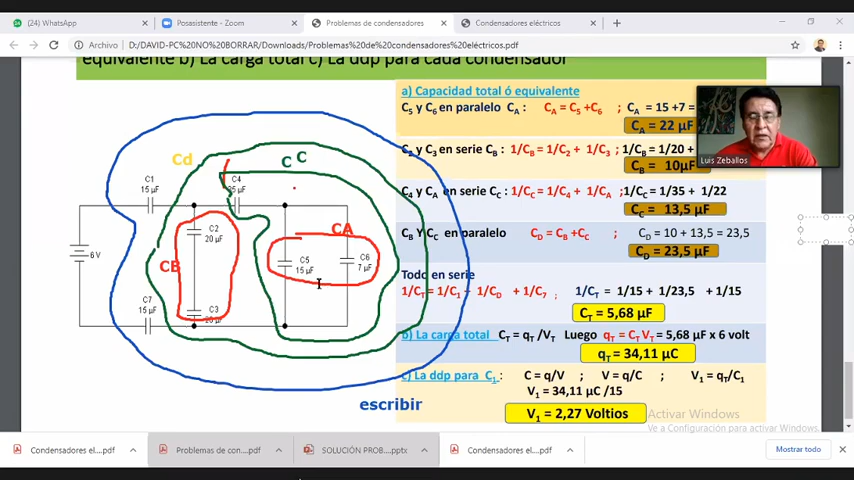 (24) WhatsApp
Posasistente - Zoom
Problemas de condensadores
Condensadores eléctricos
Archivo
D:/DAVID-PC%20NO%20BORRAR/Downloads/Problemas%20de%20condensadores%20eléctricos.pdf
equivalente b) La carga total c) La ddp para cada condensador
a) Capacidad total ó equivalente
C5 y C6 en paralelo CA : CA = C5 +C6 ; CA = 15 +7 =
CA = 22 µF
C2 y C3 en serie CB : 1/CB = 1/C2 + 1/C3 ; 1/CB = 1/20 +
CB = 10µF
C4 y CA en serie CC : 1/CC = 1/C4 + 1/CA ; 1/CC = 1/35 + 1/22
CC = 13,5 µF
CB Y CC en paralelo CD = CB + CC ; CD = 10 + 13,5 = 23,5
CD = 23,5 µF
Todo en serie
1/CT = 1/C1 – 1/CD + 1/C7 ; 1/CT = 1/15 + 1/23,5 + 1/15
CT = 5,68 µF
b) La carga total CT = qT /VT Luego qT = CT VT = 5,68 µF x 6 volt
qT = 34,11 µC
c) La ddp para C1 : C = q/V ; V = q/C ; V1 = qT/C1
V1 = 34,11 µC /15
V1 = 2,27 Voltios
Luis Zeballos
Cd
C C
C1
15 µF
C4
35 µF
C2
20 µF
CA
CB
C5
15 µF
C6
7 µF
6 V
C7
15 µF
C3
20 µF
escribir
Activar Windows
Ve a Configuración para activar Windows.
Condensadores el....pdf
Problemas de con....pdf
SOLUCIÓN PROB....pptx
Condensadores el....pdf
Mostrar todo